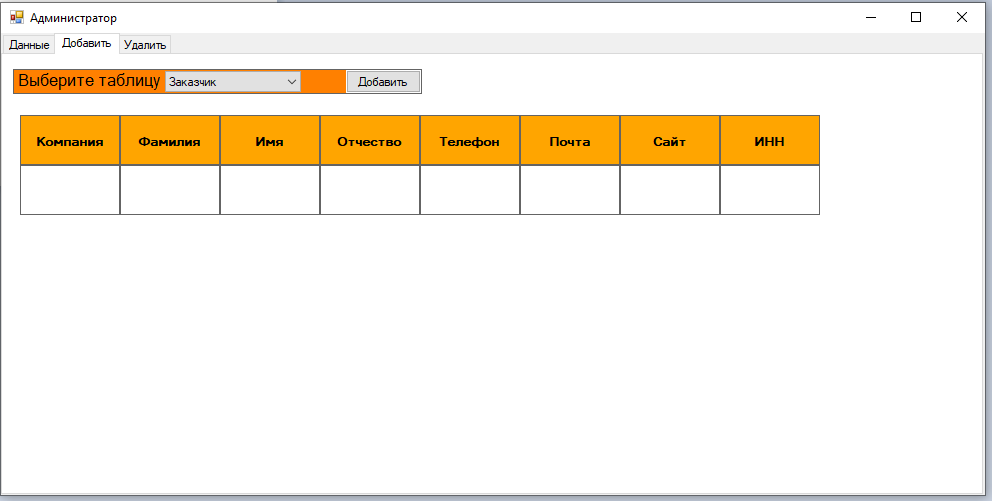 Администратор
Данные Добавить Удалить
Выберите таблицу Заказчик Добавить
Компания Фамилия Имя Отчество Телефон Почта Сайт ИНН